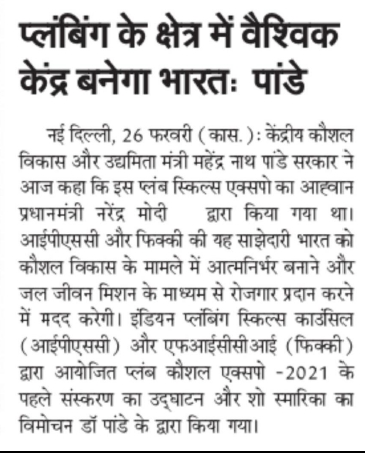 प्लंबिंग के क्षेत्र में वैश्विक
केंद्र बनेगा भारतः पांडे
नई दिल्ली, 26 फरवरी (कास.): केंद्रीय कौशल
विकास और उद्यमिता मंत्री महेंद्र नाथ पांडे सरकार ने
आज कहा कि इस प्लंब स्किल्स एक्सपो का आह्वान
प्रधानमंत्री नरेंद्र मोदी द्वारा किया गया था।
आईपीएससी और फिक्की की यह साझेदारी भारत को
कौशल विकास के मामले में आत्मनिर्भर बनाने और
जल जीवन मिशन के माध्यम से रोजगार प्रदान करने
में मदद करेगी। इंडियन प्लंबिंग स्किल्स काउंसिल
(आईपीएससी) और एफआईसीसीआई (फिक्की)
द्वारा आयोजित प्लंब कौशल एक्सपो -2021 के
पहले संस्करण का उद्घाटन और शो स्मारिका का
विमोचन डॉ पांडे के द्वारा किया गया।